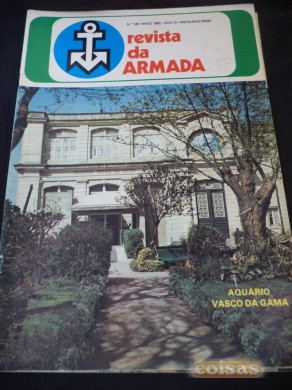 revista
da
ARMADA
AQUÁRIO
VASCO DA GAMA
coisas